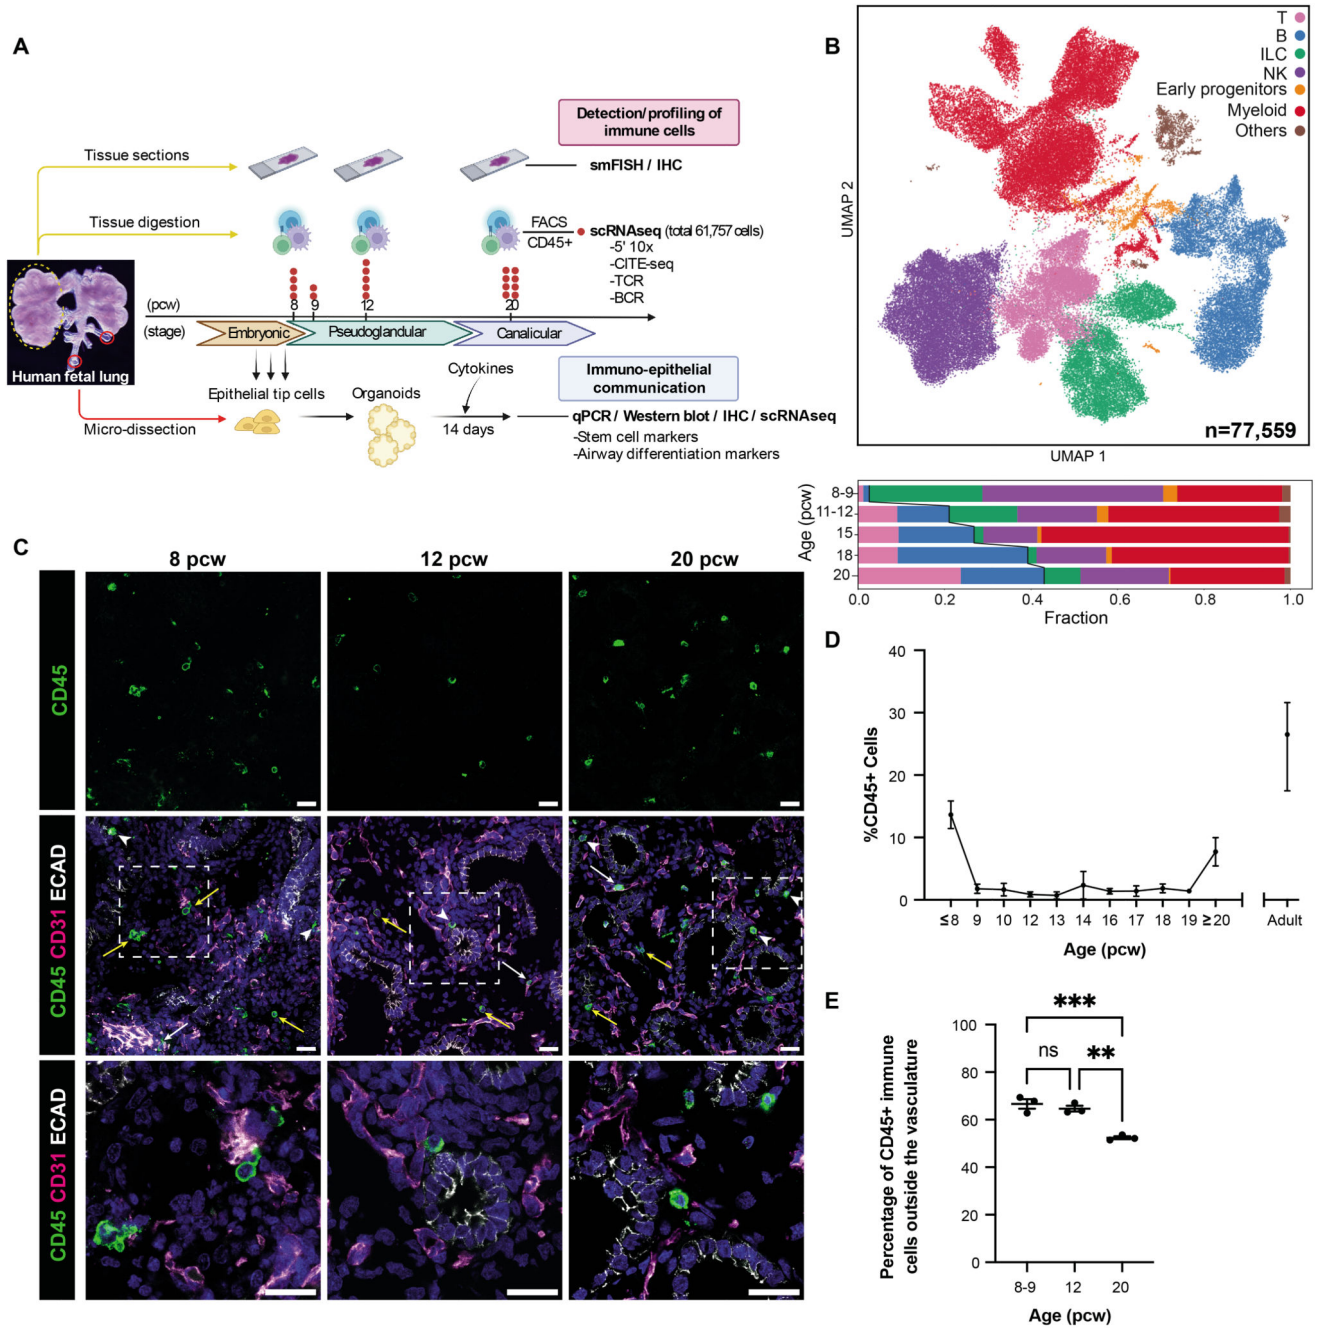 A
Tissue sections
Detection/profiling of
immune cells
smFISH / IHC
Tissue digestion
FACS
CD45+
scRNAseq (total 61,757 cells)
-5' 10x
-CITE-seq
-TCR
-BCR
(pcw)
8
9
12
20
(stage)
Embryonic
Pseudoglandular
Canalicular
Human fetal lung
Micro-dissection
Epithelial tip cells
Organoids
Cytokines
14 days
Immuno-epithelial
communication
qPCR / Western blot / IHC / scRNAseq
-Stem cell markers
-Airway differentiation markers
B
T
B
ILC
NK
Early progenitors
Myeloid
Others
UMAP 2
n=77,559
UMAP 1
Age (pcw)
8-9
11-12
15
18
20
0.0 0.2 0.4 0.6 0.8 1.0
Fraction
C
8 pcw 12 pcw 20 pcw
CD45
CD45 CD31 ECAD
CD45 CD31 ECAD
D
%CD45+ Cells
40
30
20
10
0
≤8 9 10 12 13 14 16 17 18 19 ≥20 Adult
Age (pcw)
E
Percentage of CD45+ immune
cells outside the vasculature
***
ns
**
100
80
60
40
20
0
8-9 12 20
Age (pcw)